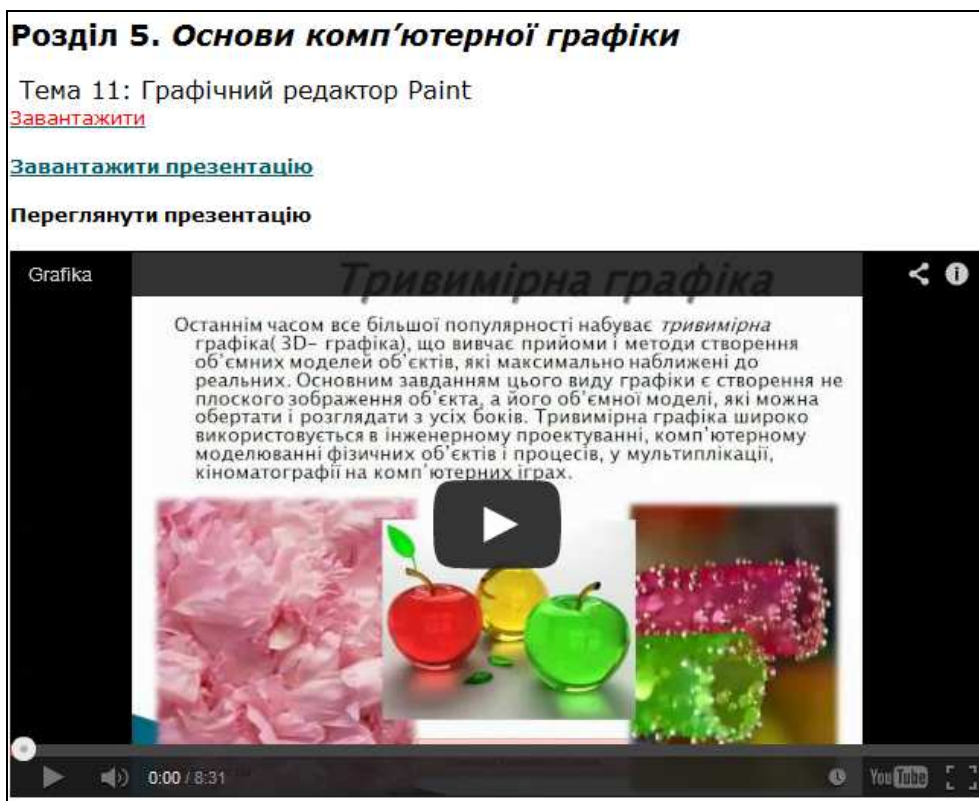 Розділ 5. Основи комп’ютерної графіки
Тема 11: Графічний редактор Paint
Завантажити
Завантажити презентацію
Переглянути презентацію
Grafika
Тривимірна графіка
Останнім часом все більшої популярності набуває тривимірна
графіка( 3D– графіка), що вивчає прийоми і методи створення
об’ємних моделей об’єктів, які максимально наближені до
реальних. Основним завданням цього виду графіки є створення не
плоского зображення об’єкта, а його об’ємної моделі, які можна
обертати і розглядати з усіх боків. Тривимірна графіка широко
використовується в інженерному проектуванні, комп’ютерному
моделюванні фізичних об’єктів і процесів, у мультиплікації,
кіноматографії на комп’ютерних іграх.
0:00 / 8:31
YouTube